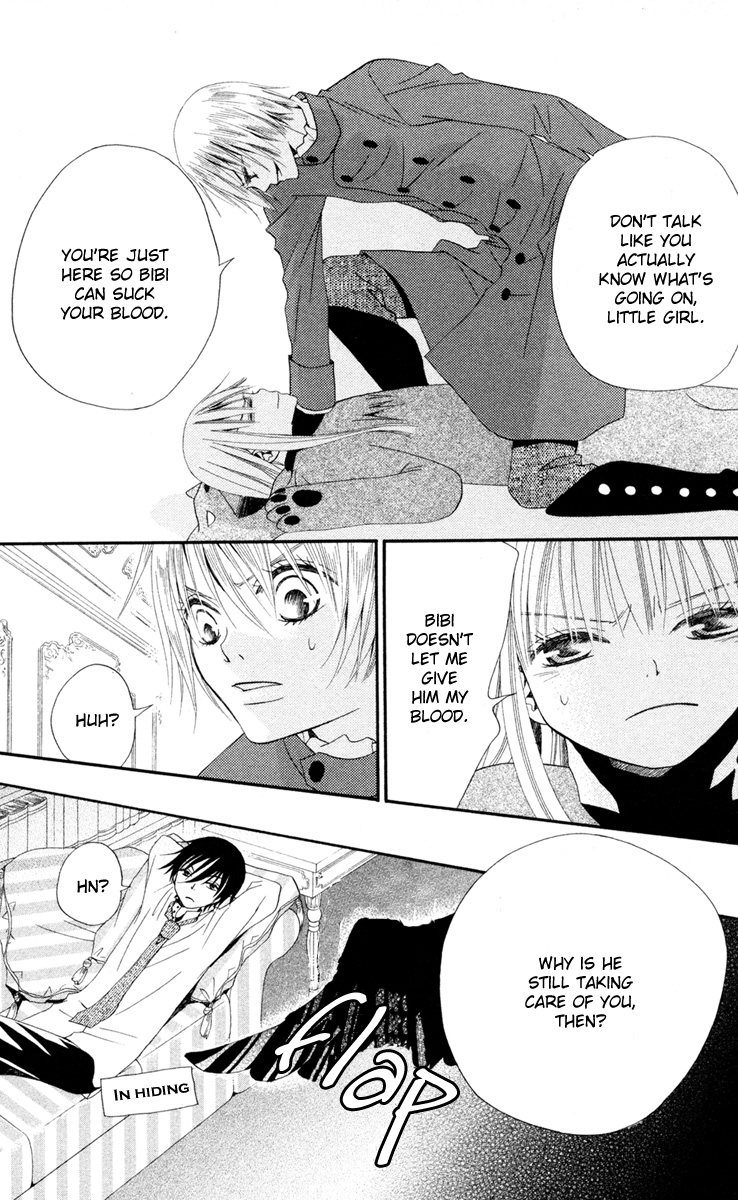 DON'T TALK
LIKE YOU
ACTUALLY
KNOW WHAT'S
GOING ON,
LITTLE GIRL.
YOU'RE JUST
HERE SO BIBI
CAN SUCK
YOUR BLOOD.
BIBI
DOESN'T
LET ME
GIVE
HIM MY
BLOOD.
HUH?
WHY IS HE
STILL TAKING
CARE OF YOU,
THEN?
flap
HN?
IN HIDING